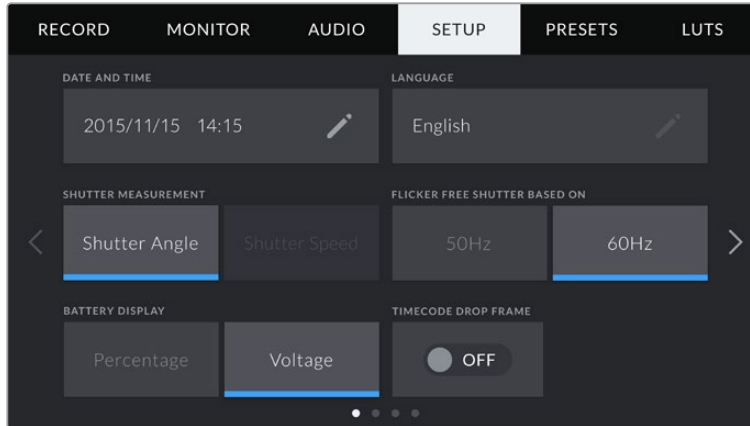 RECORD MONITOR AUDIO SETUP PRESETS LUTS
DATE AND TIME LANGUAGE
2015/11/15 14:15 English
SHUTTER MEASUREMENT FLICKER FREE SHUTTER BASED ON
Shutter Angle Shutter Speed 50Hz 60Hz
BATTERY DISPLAY TIMECODE DROP FRAME
Percentage Voltage OFF